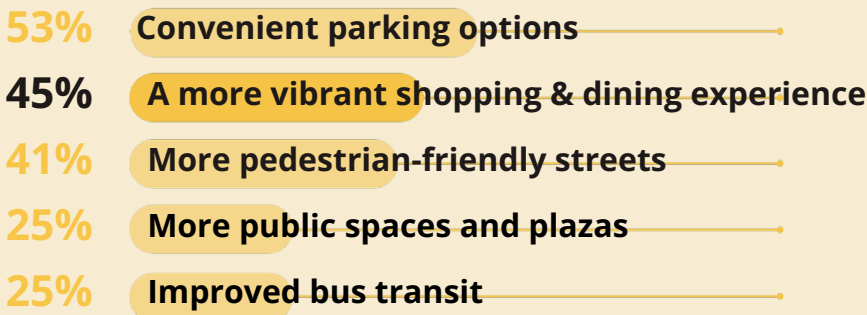 53% Convenient parking options
45% A more vibrant shopping & dining experience
41% More pedestrian-friendly streets
25% More public spaces and plazas
25% Improved bus transit